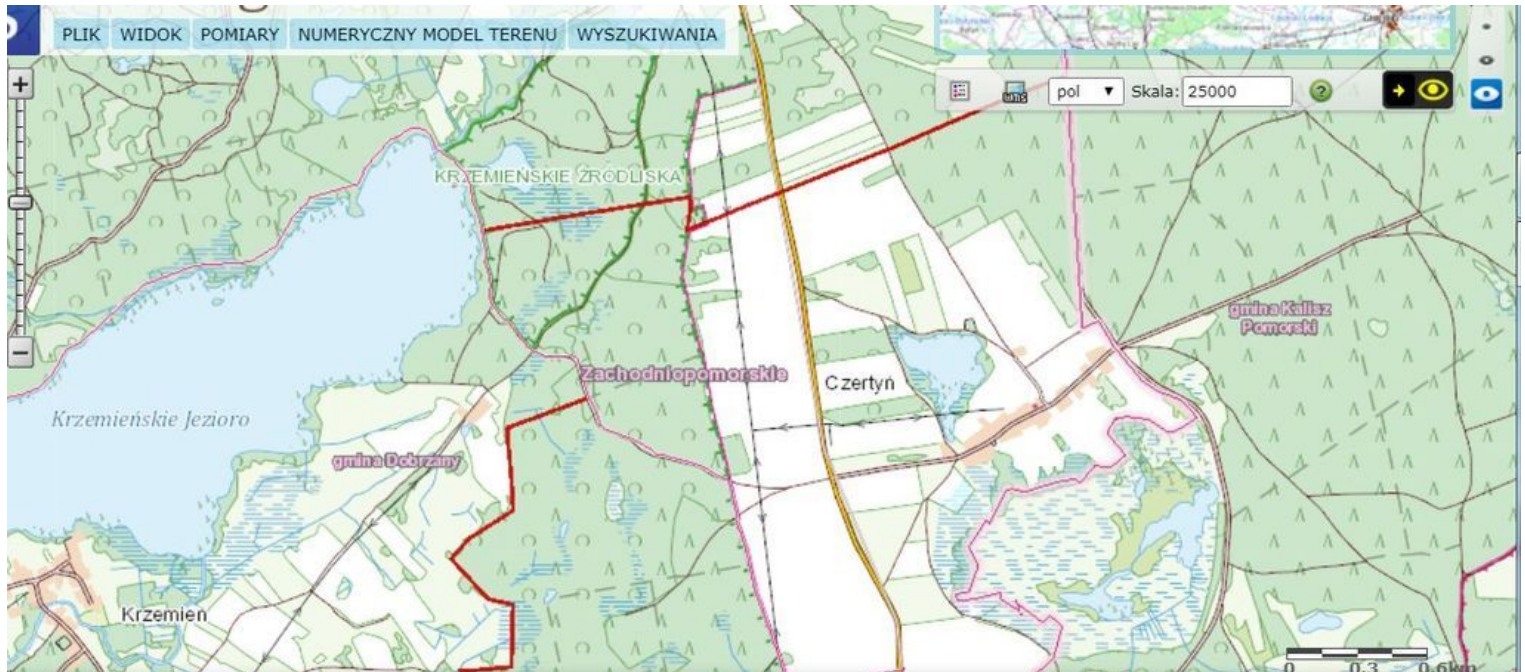 PLIK WIDOK POMIARY NUMERYCZNY MODEL TERENU WYSZUKIWANIA
pol Skala: 25000
KRZEMIEŃSKIE ŹRÓDLISKA
gmina Kalisz
Pomorski
Zachodniopomorskie
Czertyń
Krzemieńskie Jezioro
gmina Dobrzany
Krzemień
0 0.3 0.6km